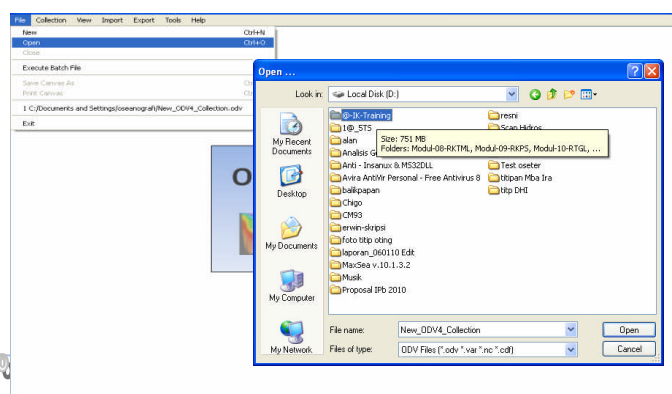 File Collection View Import Export Tools Help
New Ctrl+N
Open Ctrl+O
Close
Execute Batch File
Save Canvas As
Print Canvas
1 C:/Documents and Settings/oseanografi/New_ODV4_Collection.odv
Exit
Open ...
Look in: Local Disk (D:)
My Recent Documents
Desktop
My Documents
My Computer
My Network
@-IK-Training
1@_STS
alan
Analisis G
Anti - Insanux & MS32DLL
Avira AntiVir Personal - Free Antivirus 8
balikpapan
Chigo
CM93
erwin-skripsi
foto titip oting
laporan_060110 Edit
MaxSea v.10.1.3.2
Musik
Proposal IPb 2010
resni
Scan Hidros
Test oseter
titipan Mba Ira
titp DHI
Size: 751 MB
Folders: Modul-08-RKTML, Modul-09-RKPS, Modul-10-RTGL, ...
File name: New_ODV4_Collection Open
Files of type: ODV Files (*.odv *.var *.nc *.cdf) Cancel
O